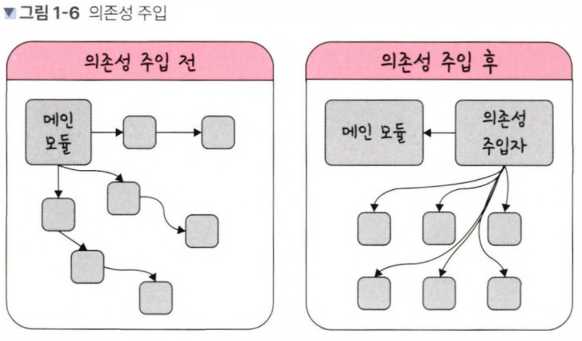 ▼그림 1-6 의존성 주입
의존성 주입 전
메인
모듈
의존성 주입 후
메인 모듈
의존성
주입자